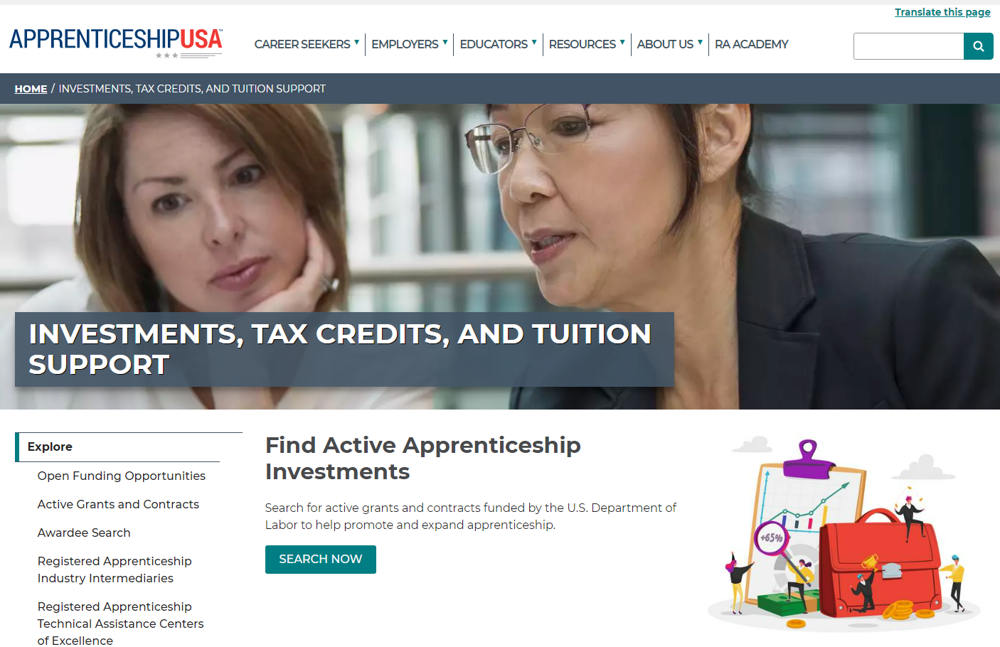 Translate this page
APPRENTICESHIPUSA™
CAREER SEEKERS
EMPLOYERS
EDUCATORS
RESOURCES
ABOUT US
RA ACADEMY
HOME / INVESTMENTS, TAX CREDITS, AND TUITION SUPPORT
INVESTMENTS, TAX CREDITS, AND TUITION
SUPPORT
Explore
Open Funding Opportunities
Active Grants and Contracts
Awardee Search
Registered Apprenticeship
Industry Intermediaries
Registered Apprenticeship
Technical Assistance Centers
of Excellence
Find Active Apprenticeship
Investments
Search for active grants and contracts funded by the U.S. Department of
Labor to help promote and expand apprenticeship.
SEARCH NOW
+65%